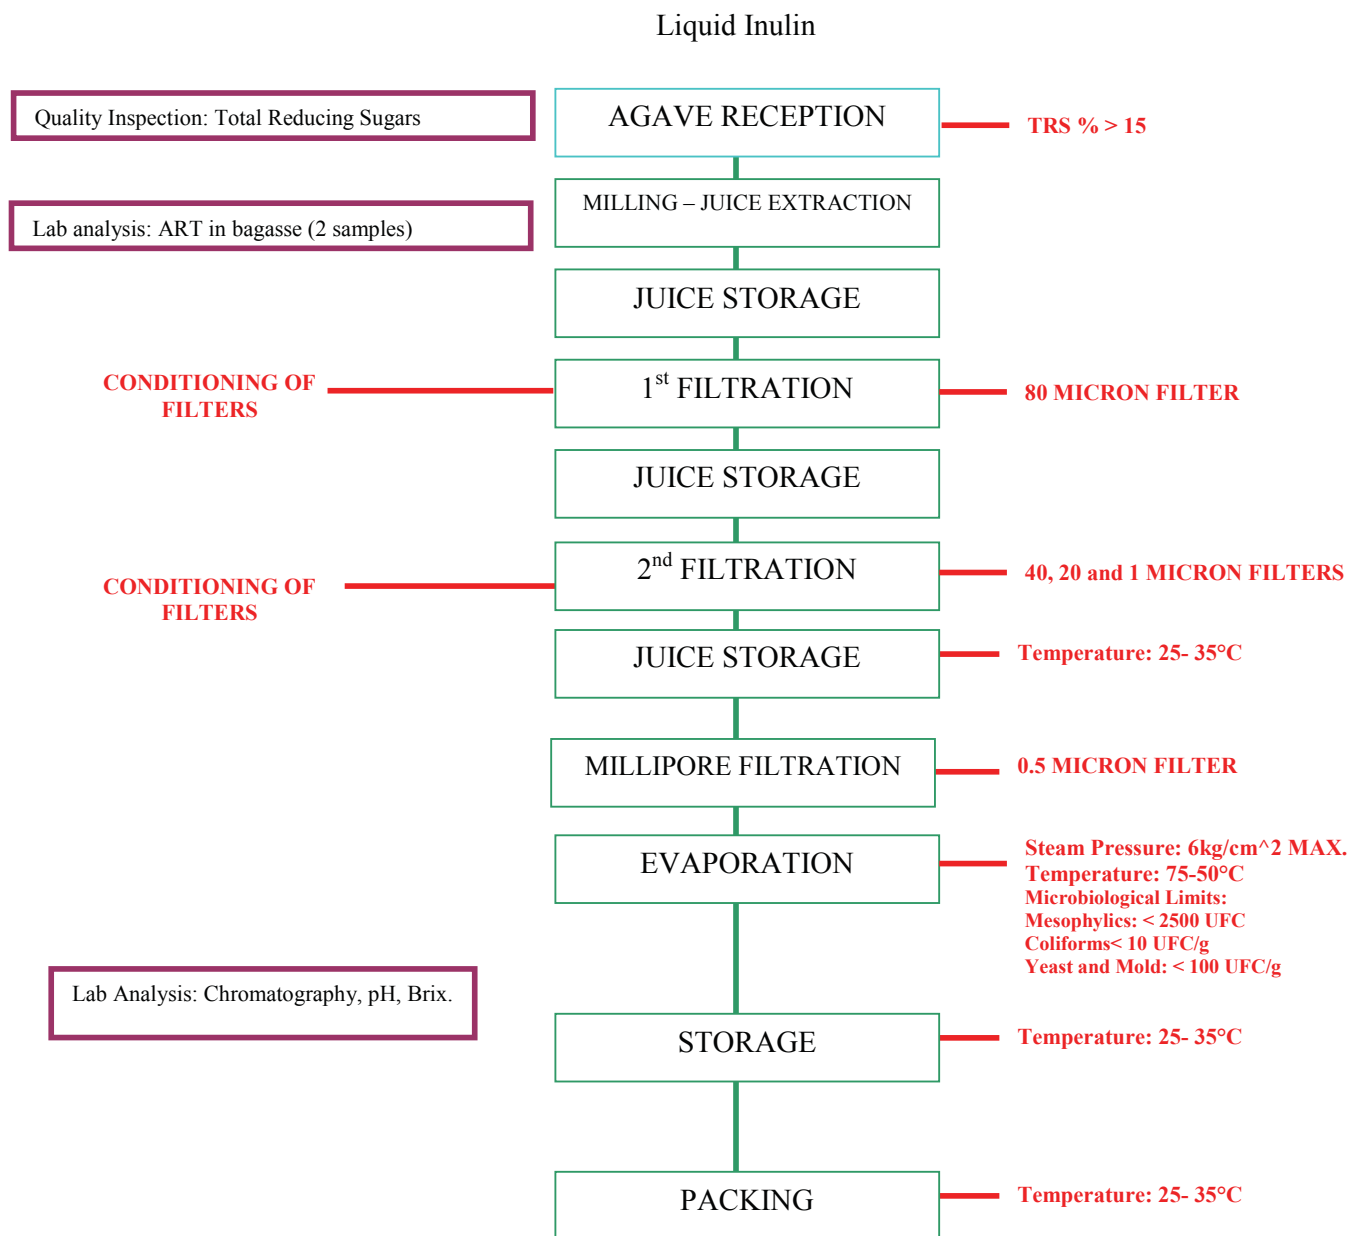 Liquid Inulin
Quality Inspection: Total Reducing Sugars
AGAVE RECEPTION
TRS % > 15
MILLING – JUICE EXTRACTION
Lab analysis: ART in bagasse (2 samples)
JUICE STORAGE
CONDITIONING OF
FILTERS
1st FILTRATION
80 MICRON FILTER
JUICE STORAGE
CONDITIONING OF
FILTERS
2nd FILTRATION
40, 20 and 1 MICRON FILTERS
JUICE STORAGE
Temperature: 25- 35°C
MILLIPORE FILTRATION
0.5 MICRON FILTER
EVAPORATION
Steam Pressure: 6kg/cm^2 MAX.
Temperature: 75-50°C
Microbiological Limits:
Mesophylics: < 2500 UFC
Coliforms< 10 UFC/g
Yeast and Mold: < 100 UFC/g
Lab Analysis: Chromatography, pH, Brix.
STORAGE
Temperature: 25- 35°C
PACKING
Temperature: 25- 35°C